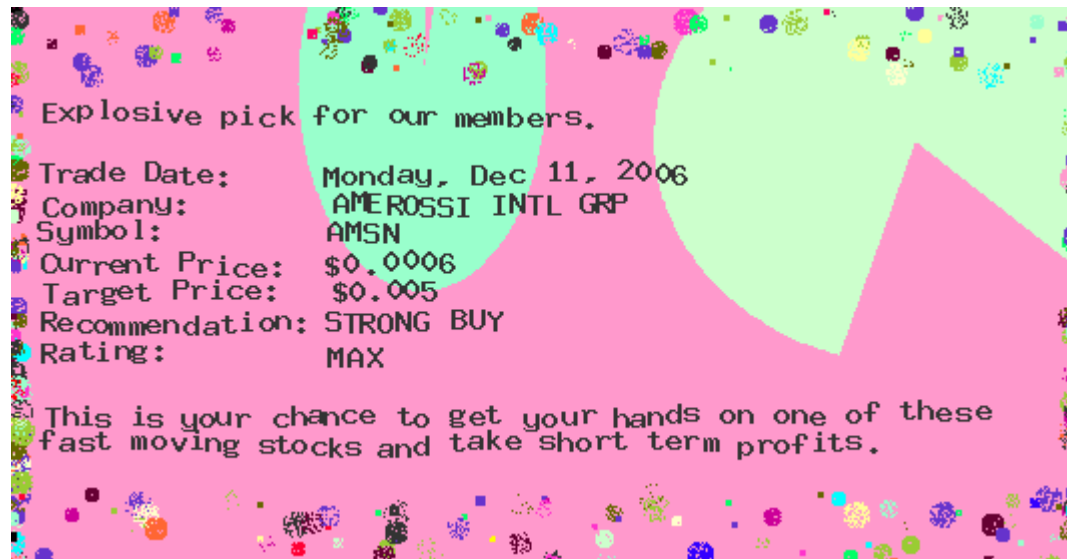 Explosive pick for our members.
Trade Date: Monday, Dec 11, 2006
Company: AMEROSSI INTL GRP
Symbol: AMSN
Current Price: $0.0006
Target Price: $0.005
Recommendation: STRONG BUY
Rating: MAX
This is your chance to get your hands on one of these
fast moving stocks and take short term profits.